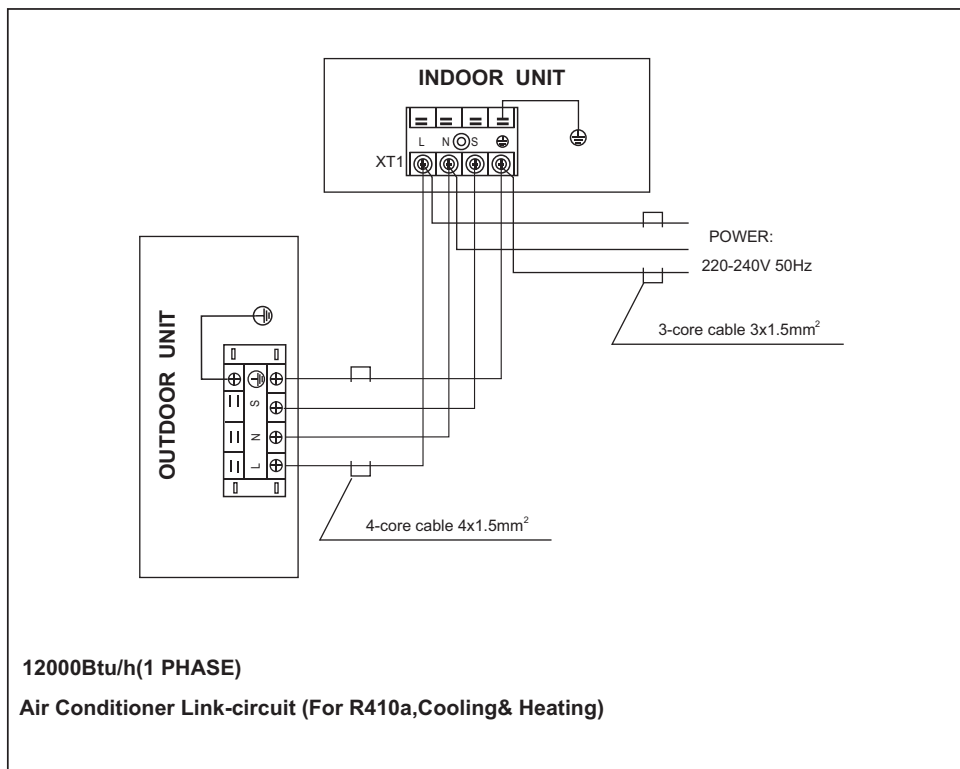 INDOOR UNIT
L N S
XT1
POWER:
220-240V 50Hz
3-core cable 3x1.5mm²
OUTDOOR UNIT
S
N
L
4-core cable 4x1.5mm²
12000Btu/h(1 PHASE)
Air Conditioner Link-circuit (For R410a,Cooling& Heating)